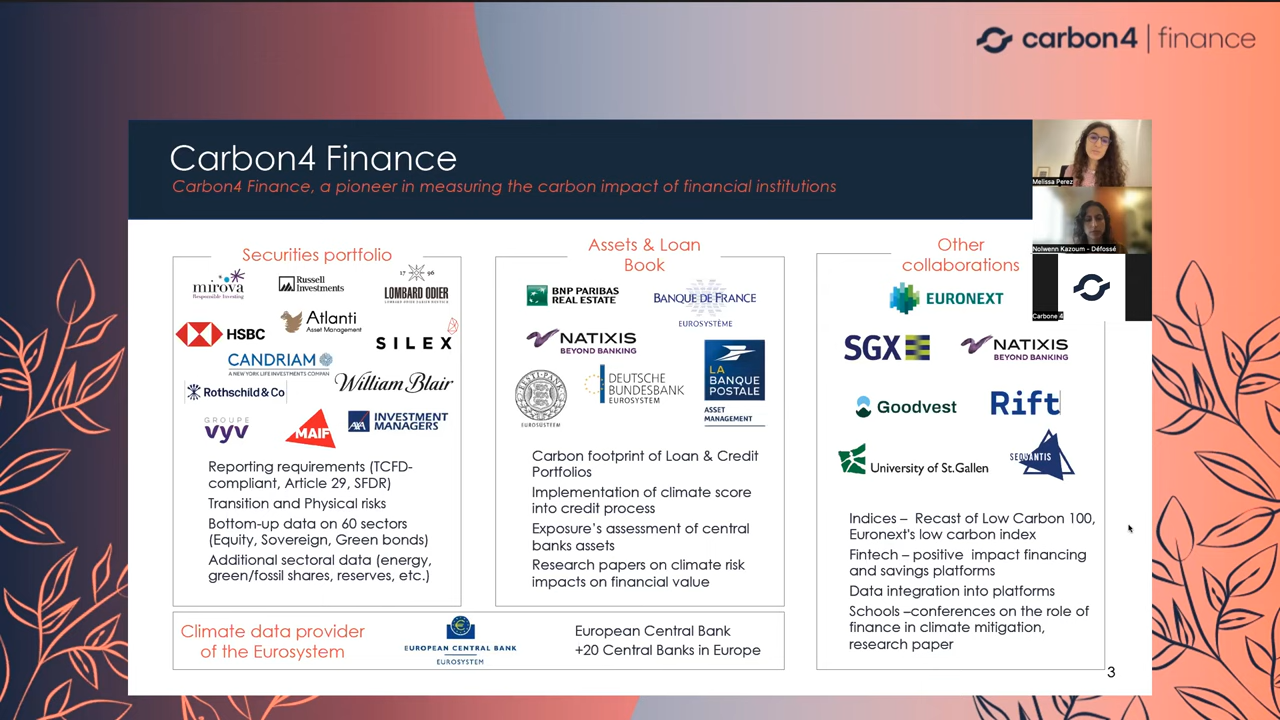 carbon4 | finance
Carbon4 Finance
Carbon4 Finance, a pioneer in measuring the carbon impact of financial institutions
Melissa Perez
Nolwenn Kazoum - Défossé
Carbone 4
Securities portfolio
mirova
Responsible Investing
Russell
Investments
17 96
LOMBARD ODIER
HSBC
Atlanti
Asset Management
SILEX
CANDRIAM
A NEW YORK LIFE INVESTMENTS COMPAN
Rothschild & Co
William Blair
GROUPE
vyv
MAIF
AXA INVESTMENT
MANAGERS
Reporting requirements (TCFD-
compliant, Article 29, SFDR)
Transition and Physical risks
Bottom-up data on 60 sectors
(Equity, Sovereign, Green bonds)
Additional sectoral data (energy,
green/fossil shares, reserves, etc.)
Assets & Loan
Book
BNP PARIBAS
REAL ESTATE
BANQUE DE FRANCE
EUROSYSTÈME
NATIXIS
BEYOND BANKING
LA
BANQUE
POSTALE
ASSET
MANAGEMENT
EESTI PANK
EUROSÜSTEEM
DEUTSCHE
BUNDESBANK
EUROSYSTEM
Carbon footprint of Loan & Credit
Portfolios
Implementation of climate score
into credit process
Exposure's assessment of central
banks assets
Research papers on climate risk
impacts on financial value
Other
collaborations
EURONEXT
SGX
NATIXIS
BEYOND BANKING
Goodvest
Rift
University of St.Gallen
SEQUANTIS
Indices – Recast of Low Carbon 100,
Euronext's low carbon index
Fintech – positive impact financing
and savings platforms
Data integration into platforms
Schools –conferences on the role of
finance in climate mitigation,
research paper
Climate data provider
of the Eurosystem
EUROPEAN CENTRAL BANK
EUROSYSTEM
European Central Bank
+20 Central Banks in Europe
3